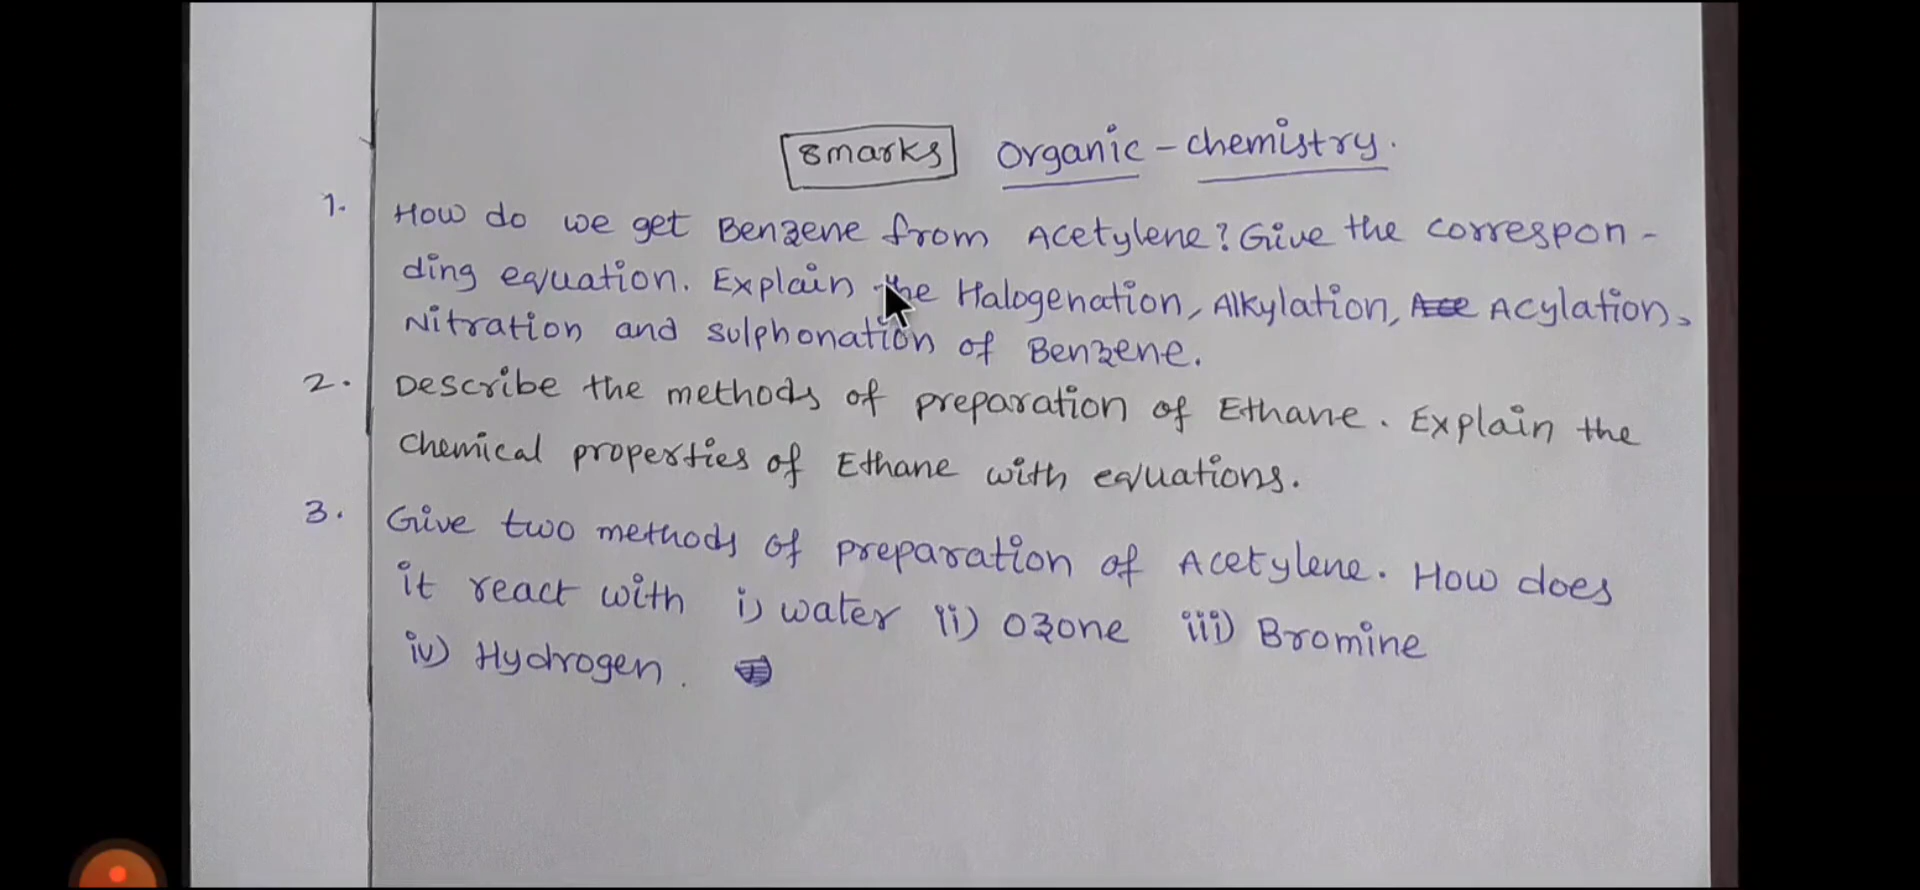 8marks Organic - chemistry.
1. How do we get Benzene from Acetylene? Give the correspon -
ding equation. Explain the Halogenation, Alkylation, Acylation,
Nitration and sulphonation of Benzene.
2. Describe the methods of preparation of Ethane. Explain the
chemical properties of Ethane with equations.
3. Give two methods of preparation of Acetylene. How does
it react with i) water ii) Ozone iii) Bromine
iv) Hydrogen.